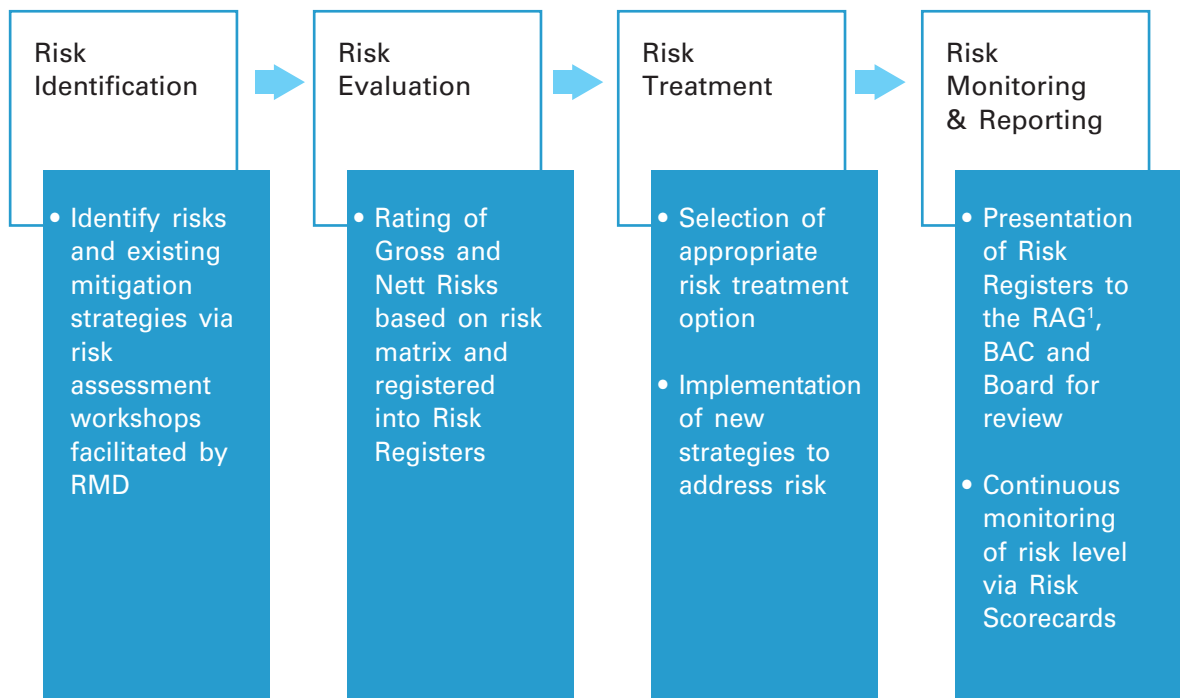 Risk
Identification
• Identify risks
and existing
mitigation
strategies via
risk
assessment
workshops
facilitated by
RMD
Risk
Evaluation
• Rating of
Gross and
Nett Risks
based on risk
matrix and
registered
into Risk
Registers
Risk
Treatment
• Selection of
appropriate
risk treatment
option
• Implementation
of new
strategies to
address risk
Risk
Monitoring
& Reporting
• Presentation
of Risk
Registers to
the RAG¹,
BAC and
Board for
review
• Continuous
monitoring
of risk level
via Risk
Scorecards